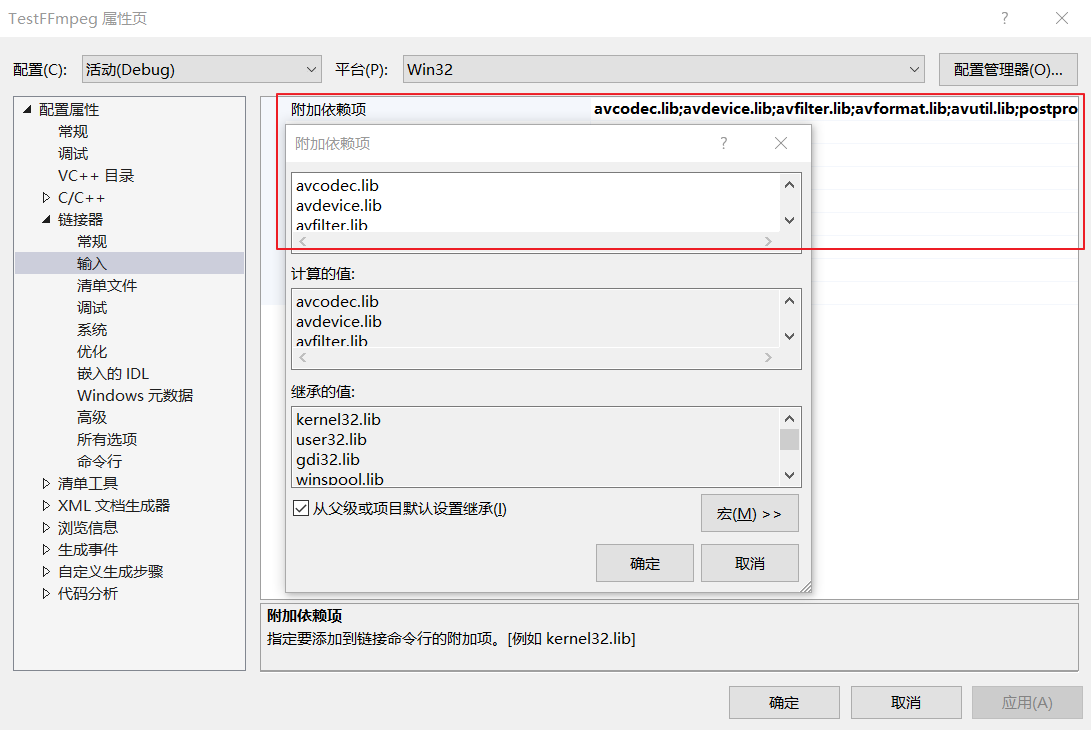 TestFFmpeg 属性页
配置(C): 活动(Debug) 平台(P): Win32 配置管理器(O)...
配置属性
常规
调试
VC++ 目录
C/C++
链接器
常规
输入
清单文件
调试
系统
优化
嵌入的 IDL
Windows 元数据
高级
所有选项
命令行
清单工具
XML 文档生成器
浏览信息
生成事件
自定义生成步骤
代码分析
附加依赖项 avcodec.lib;avdevice.lib;avfilter.lib;avformat.lib;avutil.lib;postpro
附加依赖项
avcodec.lib
avdevice.lib
avfilter.lib
计算的值:
avcodec.lib
avdevice.lib
avfilter.lib
继承的值:
kernel32.lib
user32.lib
gdi32.lib
winspool.lib
从父级或项目默认设置继承(I)
宏(M) >>
确定 取消
附加依赖项
指定要添加到链接命令行的附加项。[例如 kernel32.lib]
确定 取消 应用(A)